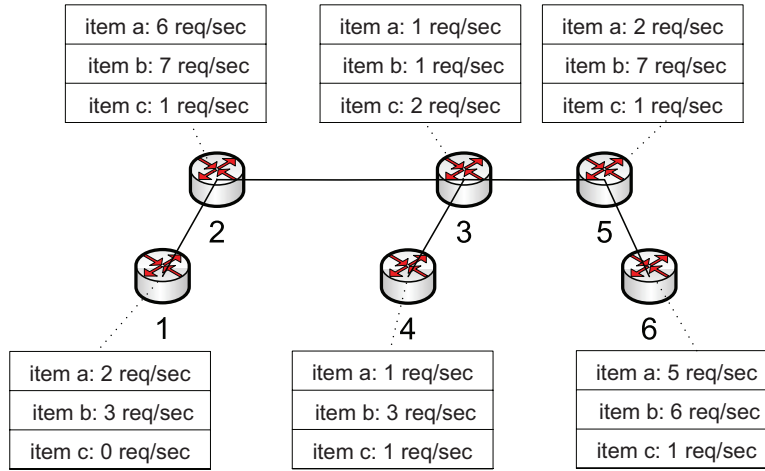 item a: 6 req/sec
item b: 7 req/sec
item c: 1 req/sec
item a: 1 req/sec
item b: 1 req/sec
item c: 2 req/sec
item a: 2 req/sec
item b: 7 req/sec
item c: 1 req/sec
2
3
5
1
4
6
item a: 2 req/sec
item b: 3 req/sec
item c: 0 req/sec
item a: 1 req/sec
item b: 3 req/sec
item c: 1 req/sec
item a: 5 req/sec
item b: 6 req/sec
item c: 1 req/sec